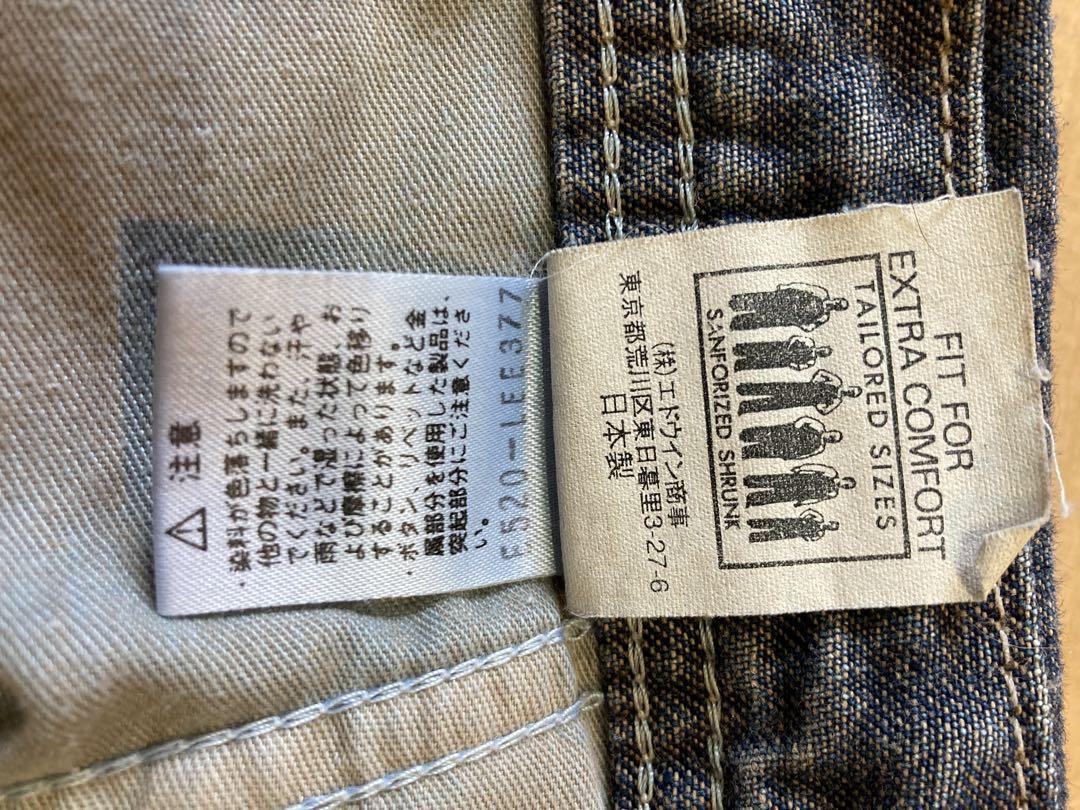 注意
・染料が色落ちしますので
他の物と一緒に洗わない
でください。また、汗や
雨などで湿った状態、お
よび摩擦によって色移り
することがあります。
・ボタン、リベットなど金
属部分を使用した製品は、
突起部分にご注意くださ
い。
F520-LEE377
FIT FOR
EXTRA COMFORT
TAILORED SIZES
SANFORIZED SHRUNK
(株)エドウイン商事
東京都荒川区東日暮里3-27-6
日本製